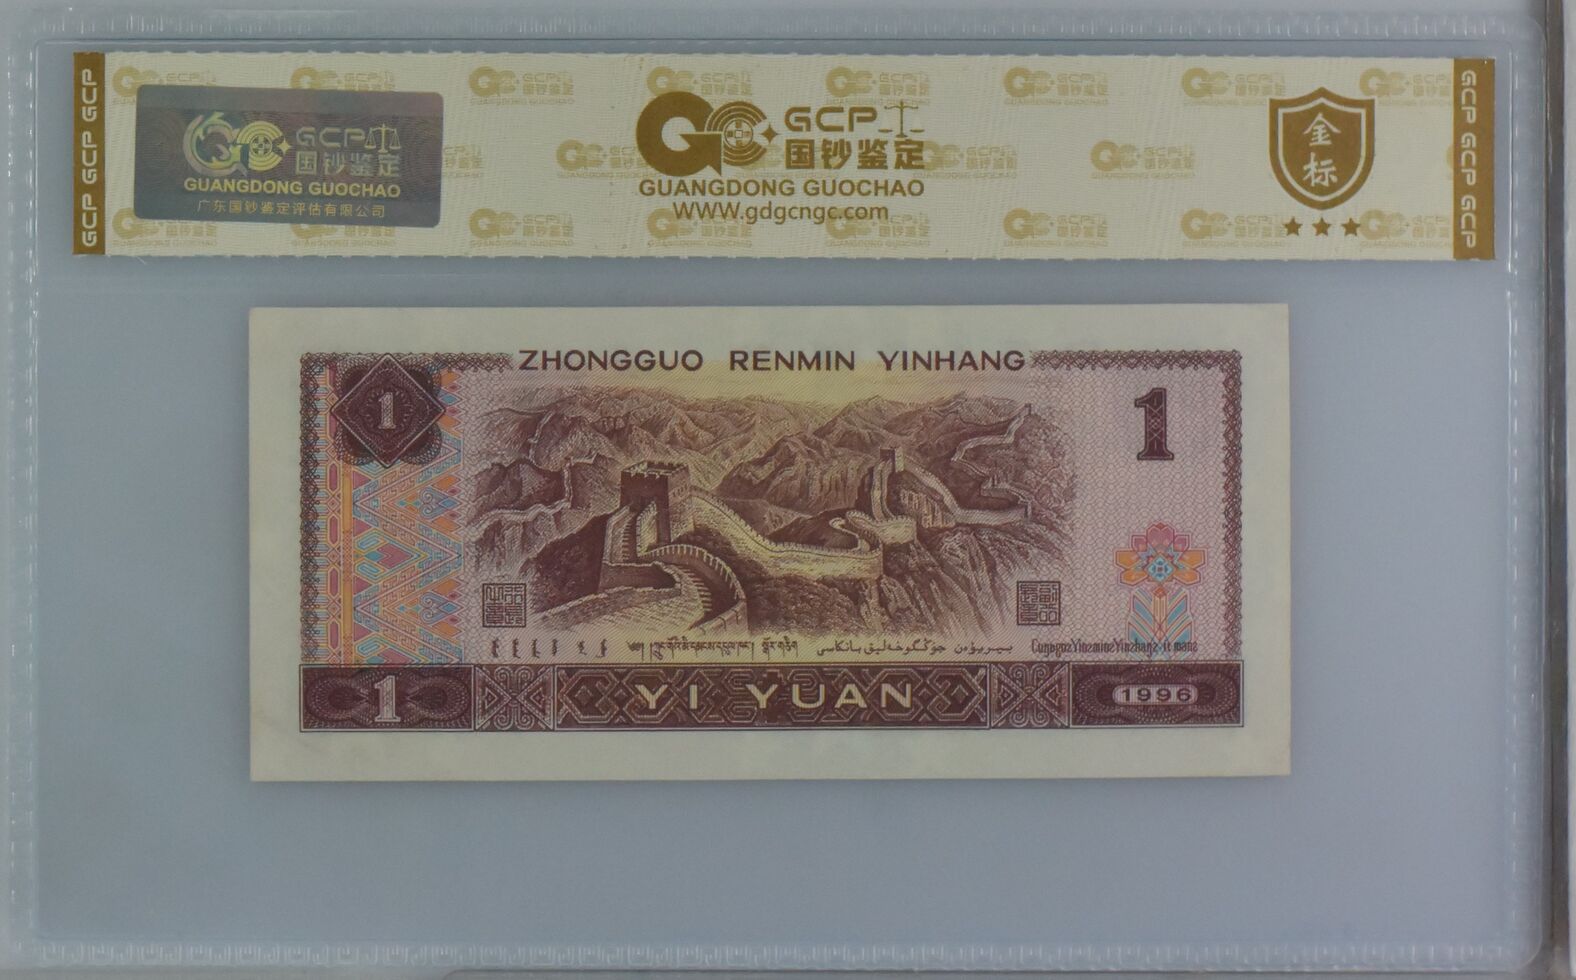 GCP GCP GCP
GCP
国钞鉴定
GUANGDONG GUOCHAO
广东国钞鉴定评估有限公司
GCP
国钞鉴定
GUANGDONG GUOCHAO
WWW.gdgcngc.com
金
标
GCP GCP GCP
ZHONGGUO RENMIN YINHANG
1
1
1
YI YUAN
1996